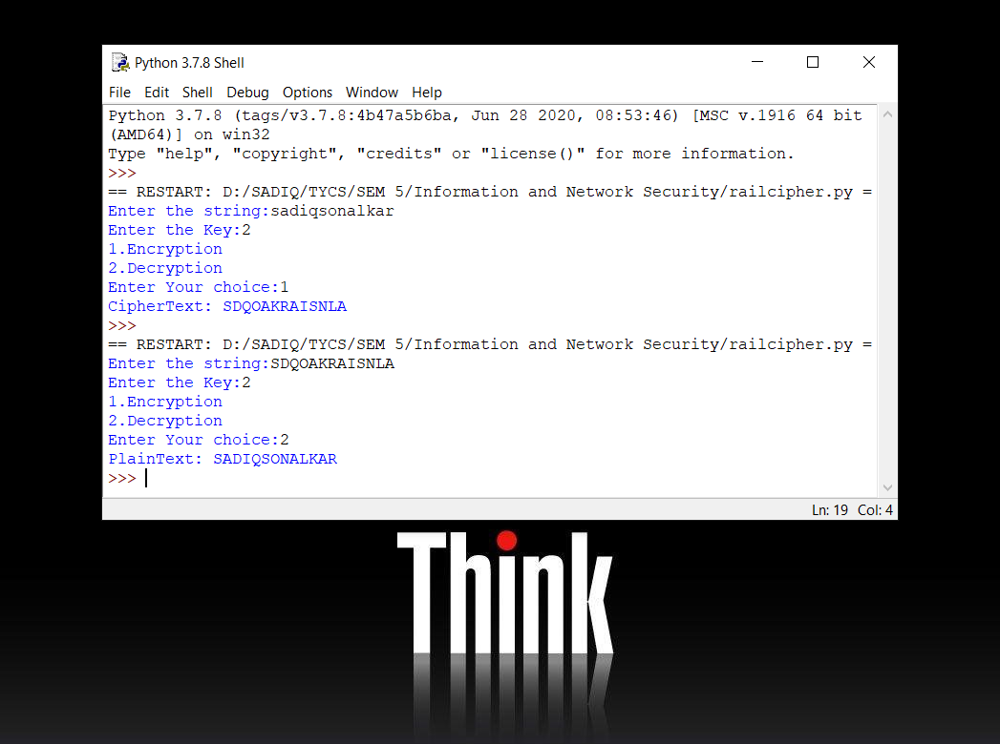 Python 3.7.8 Shell
File Edit Shell Debug Options Window Help
Python 3.7.8 (tags/v3.7.8:4b47a5b6ba, Jun 28 2020, 08:53:46) [MSC v.1916 64 bit
(AMD64)] on win32
Type "help", "copyright", "credits" or "license()" for more information.
>>>
== RESTART: D:/SADIQ/TYCS/SEM 5/Information and Network Security/railcipher.py =
Enter the string:sadiqsonalkar
Enter the Key:2
1.Encryption
2.Decryption
Enter Your choice:1
CipherText: SDQOAKRAISNLA
>>>
== RESTART: D:/SADIQ/TYCS/SEM 5/Information and Network Security/railcipher.py =
Enter the string:SDQOAKRAISNLA
Enter the Key:2
1.Encryption
2.Decryption
Enter Your choice:2
PlainText: SADIQSONALKAR
>>>
Ln: 19 Col: 4
Think